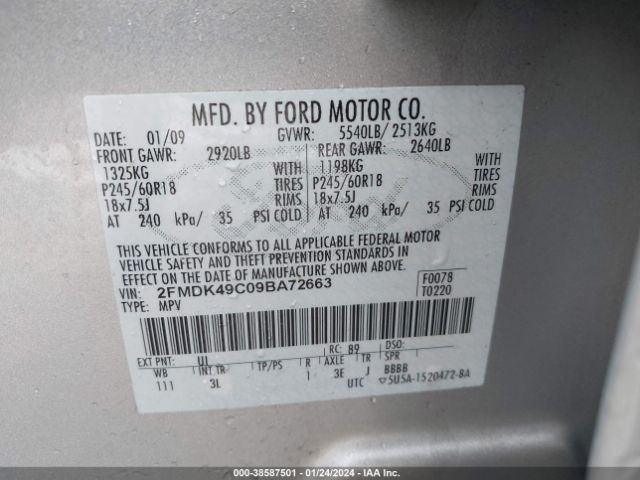 MFD. BY FORD MOTOR CO.
DATE: 01/09 GVWR: 5540LB/ 2513KG
FRONT GAWR: 2920LB REAR GAWR: 2640LB
1325KG WITH 1198KG WITH
P245/60R18 TIRES P245/60R18 TIRES
18x7.5J RIMS 18x7.5J RIMS
AT 240 kPa/ 35 PSI COLD AT 240 kPa/ 35 PSI COLD
THIS VEHICLE CONFORMS TO ALL APPLICABLE FEDERAL MOTOR
VEHICLE SAFETY AND THEFT PREVENTION STANDARDS IN
EFFECT ON THE DATE OF MANUFACTURE SHOWN ABOVE.
VIN: 2FMDK49C09BA72663 F0078
TYPE: MPV T0220
EXT PNT: UI RC: 89 DSO:
WB INT TR TP/PS R AXLE TR SPR
111 3L 1 3E J BBBB
UTC 5U5A-1520472-BA
000-38587501 - 01/24/2024 - IAA Inc.